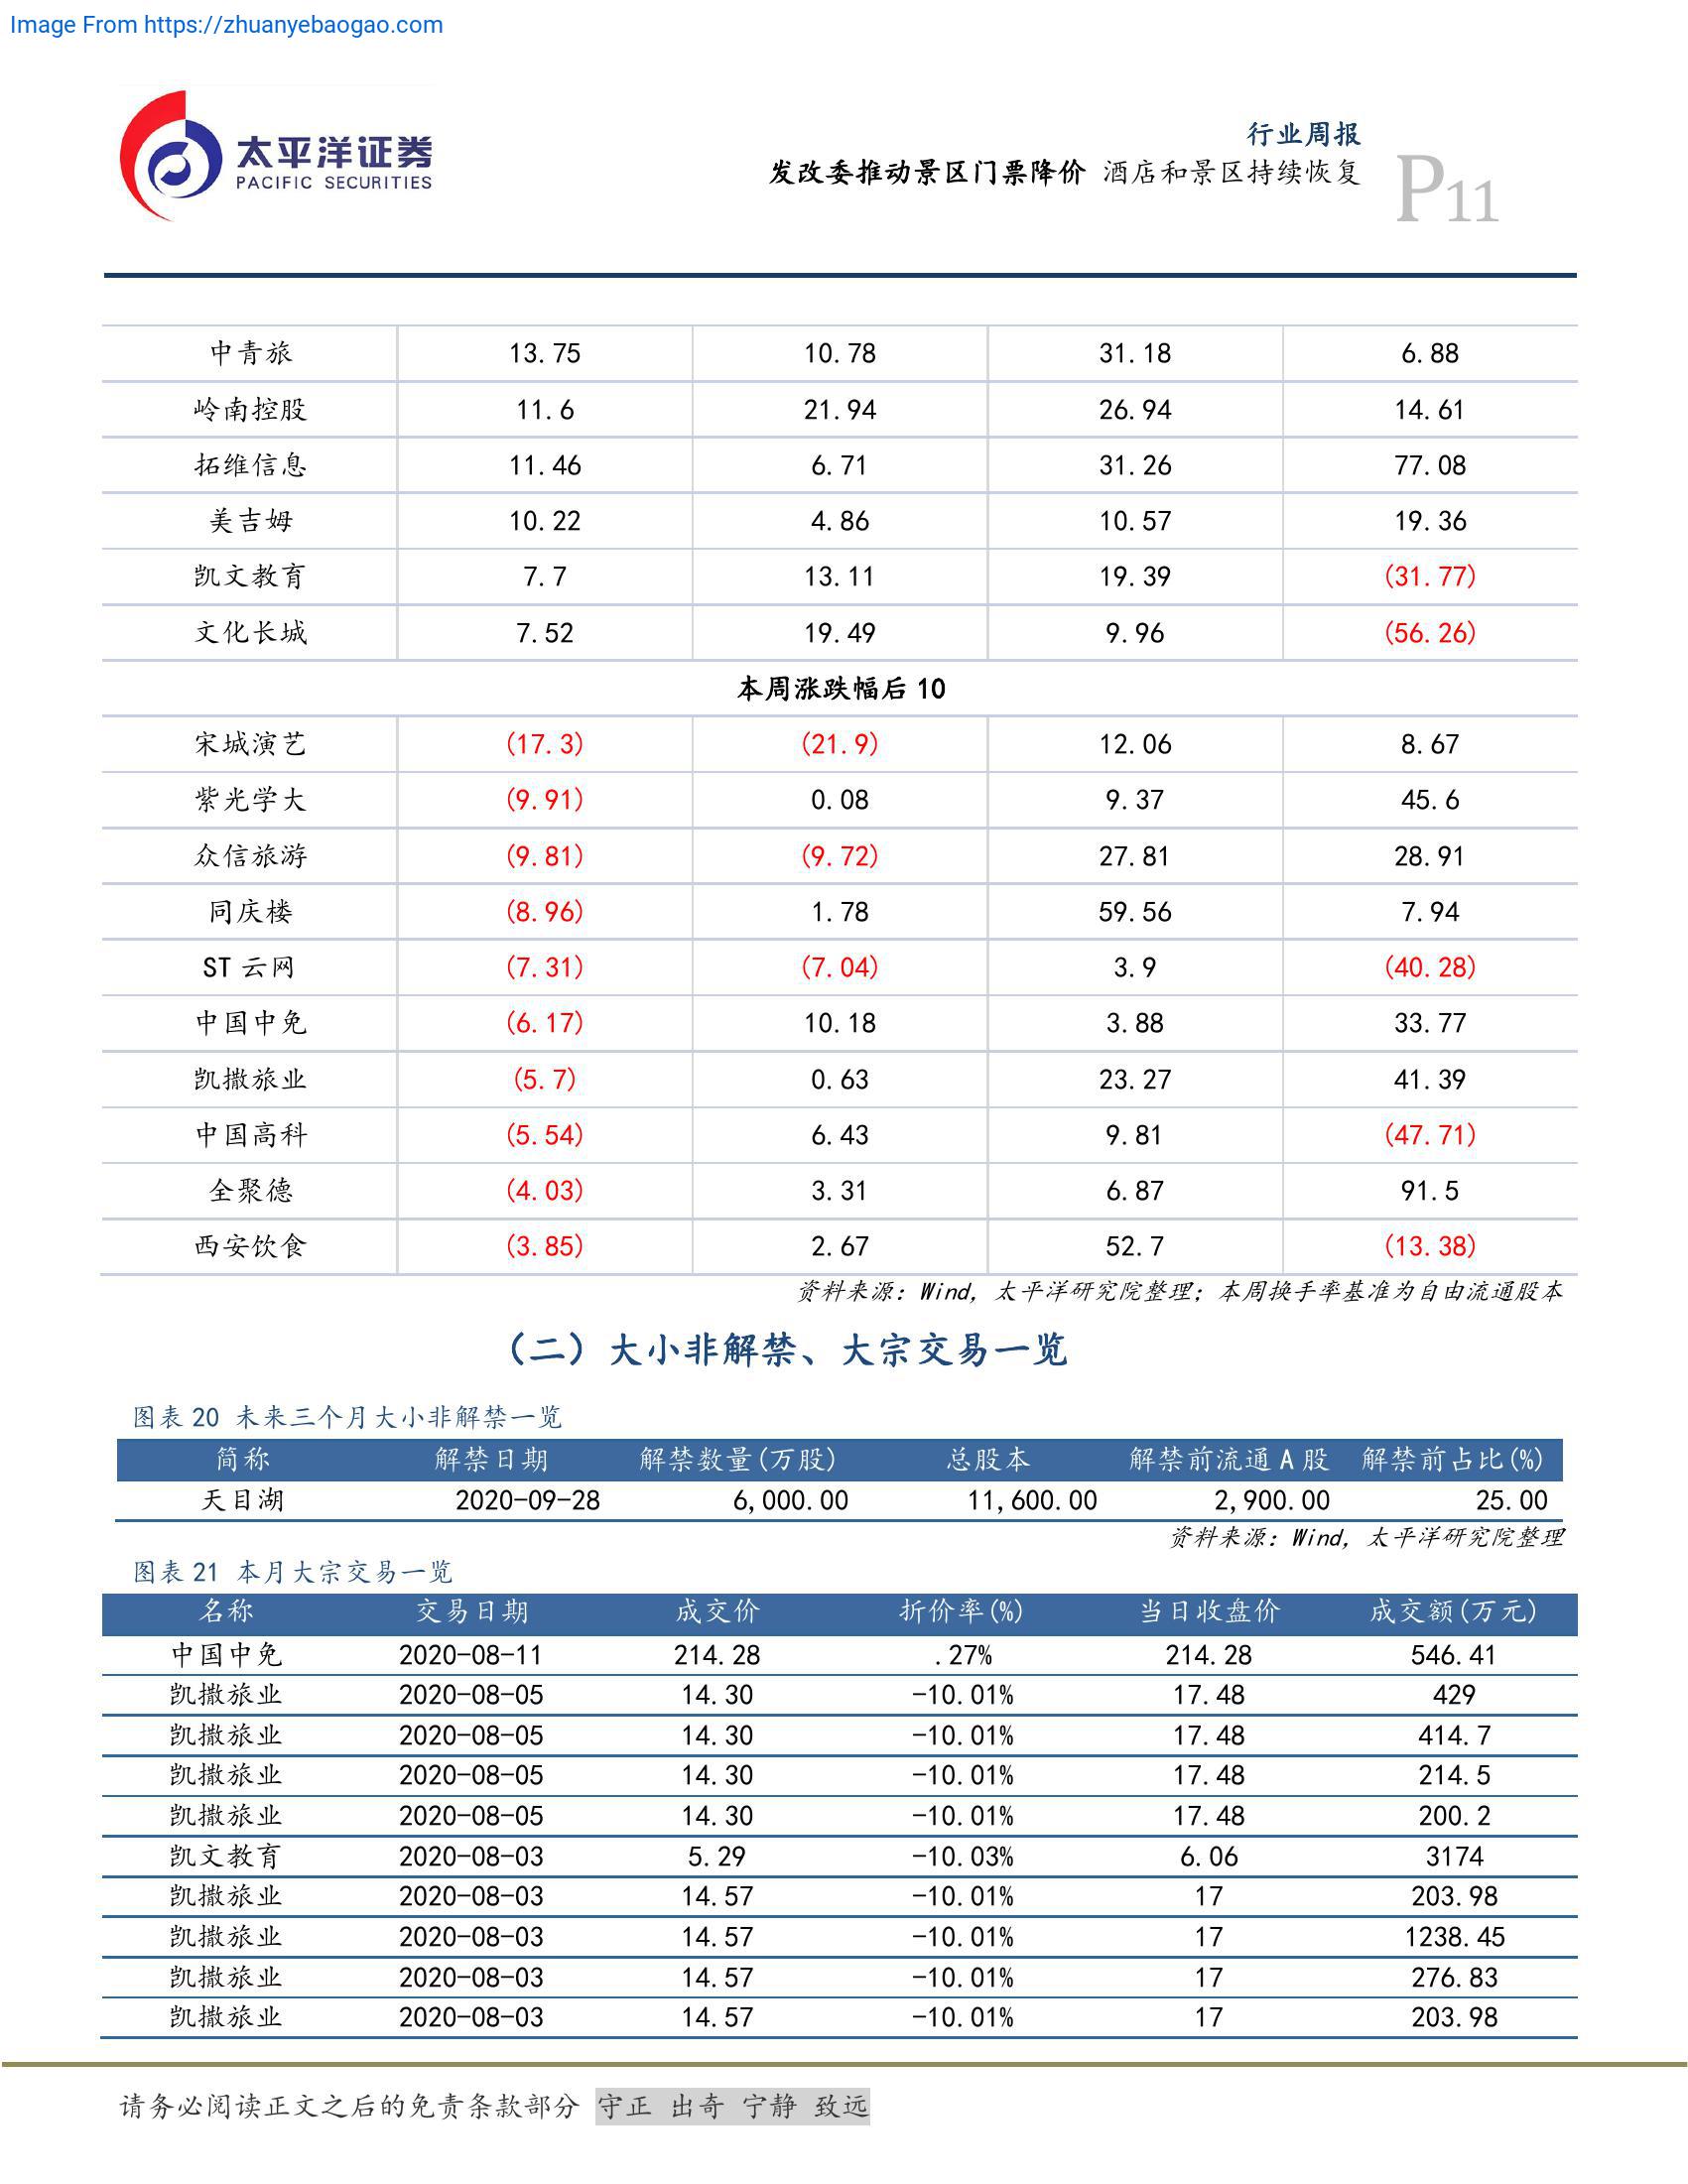 Image From https://zhuanyebaogao.com
太平洋证券
PACIFIC SECURITIES
行业周报
发改委推动景区门票降价 酒店和景区持续恢复
P11
中青旅 13.75 10.78 31.18 6.88
岭南控股 11.6 21.94 26.94 14.61
拓维信息 11.46 6.71 31.26 77.08
美吉姆 10.22 4.86 10.57 19.36
凯文教育 7.7 13.11 19.39 (31.77)
文化长城 7.52 19.49 9.96 (56.26)
本周涨跌幅后 10
宋城演艺 (17.3) (21.9) 12.06 8.67
紫光学大 (9.91) 0.08 9.37 45.6
众信旅游 (9.81) (9.72) 27.81 28.91
同庆楼 (8.96) 1.78 59.56 7.94
ST 云网 (7.31) (7.04) 3.9 (40.28)
中国中免 (6.17) 10.18 3.88 33.77
凯撒旅业 (5.7) 0.63 23.27 41.39
中国高科 (5.54) 6.43 9.81 (47.71)
全聚德 (4.03) 3.31 6.87 91.5
西安饮食 (3.85) 2.67 52.7 (13.38)
资料来源：Wind，太平洋研究院整理；本周换手率基准为自由流通股本
（二）大小非解禁、大宗交易一览
图表 20 未来三个月大小非解禁一览
简称 解禁日期 解禁数量(万股) 总股本 解禁前流通 A 股 解禁前占比(%)
天目湖 2020-09-28 6,000.00 11,600.00 2,900.00 25.00
资料来源：Wind，太平洋研究院整理
图表 21 本月大宗交易一览
名称 交易日期 成交价 折价率(%) 当日收盘价 成交额(万元)
中国中免 2020-08-11 214.28 .27% 214.28 546.41
凯撒旅业 2020-08-05 14.30 -10.01% 17.48 429
凯撒旅业 2020-08-05 14.30 -10.01% 17.48 414.7
凯撒旅业 2020-08-05 14.30 -10.01% 17.48 214.5
凯撒旅业 2020-08-05 14.30 -10.01% 17.48 200.2
凯文教育 2020-08-03 5.29 -10.03% 6.06 3174
凯撒旅业 2020-08-03 14.57 -10.01% 17 203.98
凯撒旅业 2020-08-03 14.57 -10.01% 17 1238.45
凯撒旅业 2020-08-03 14.57 -10.01% 17 276.83
凯撒旅业 2020-08-03 14.57 -10.01% 17 203.98
请务必阅读正文之后的免责条款部分 守正 出奇 宁静 致远